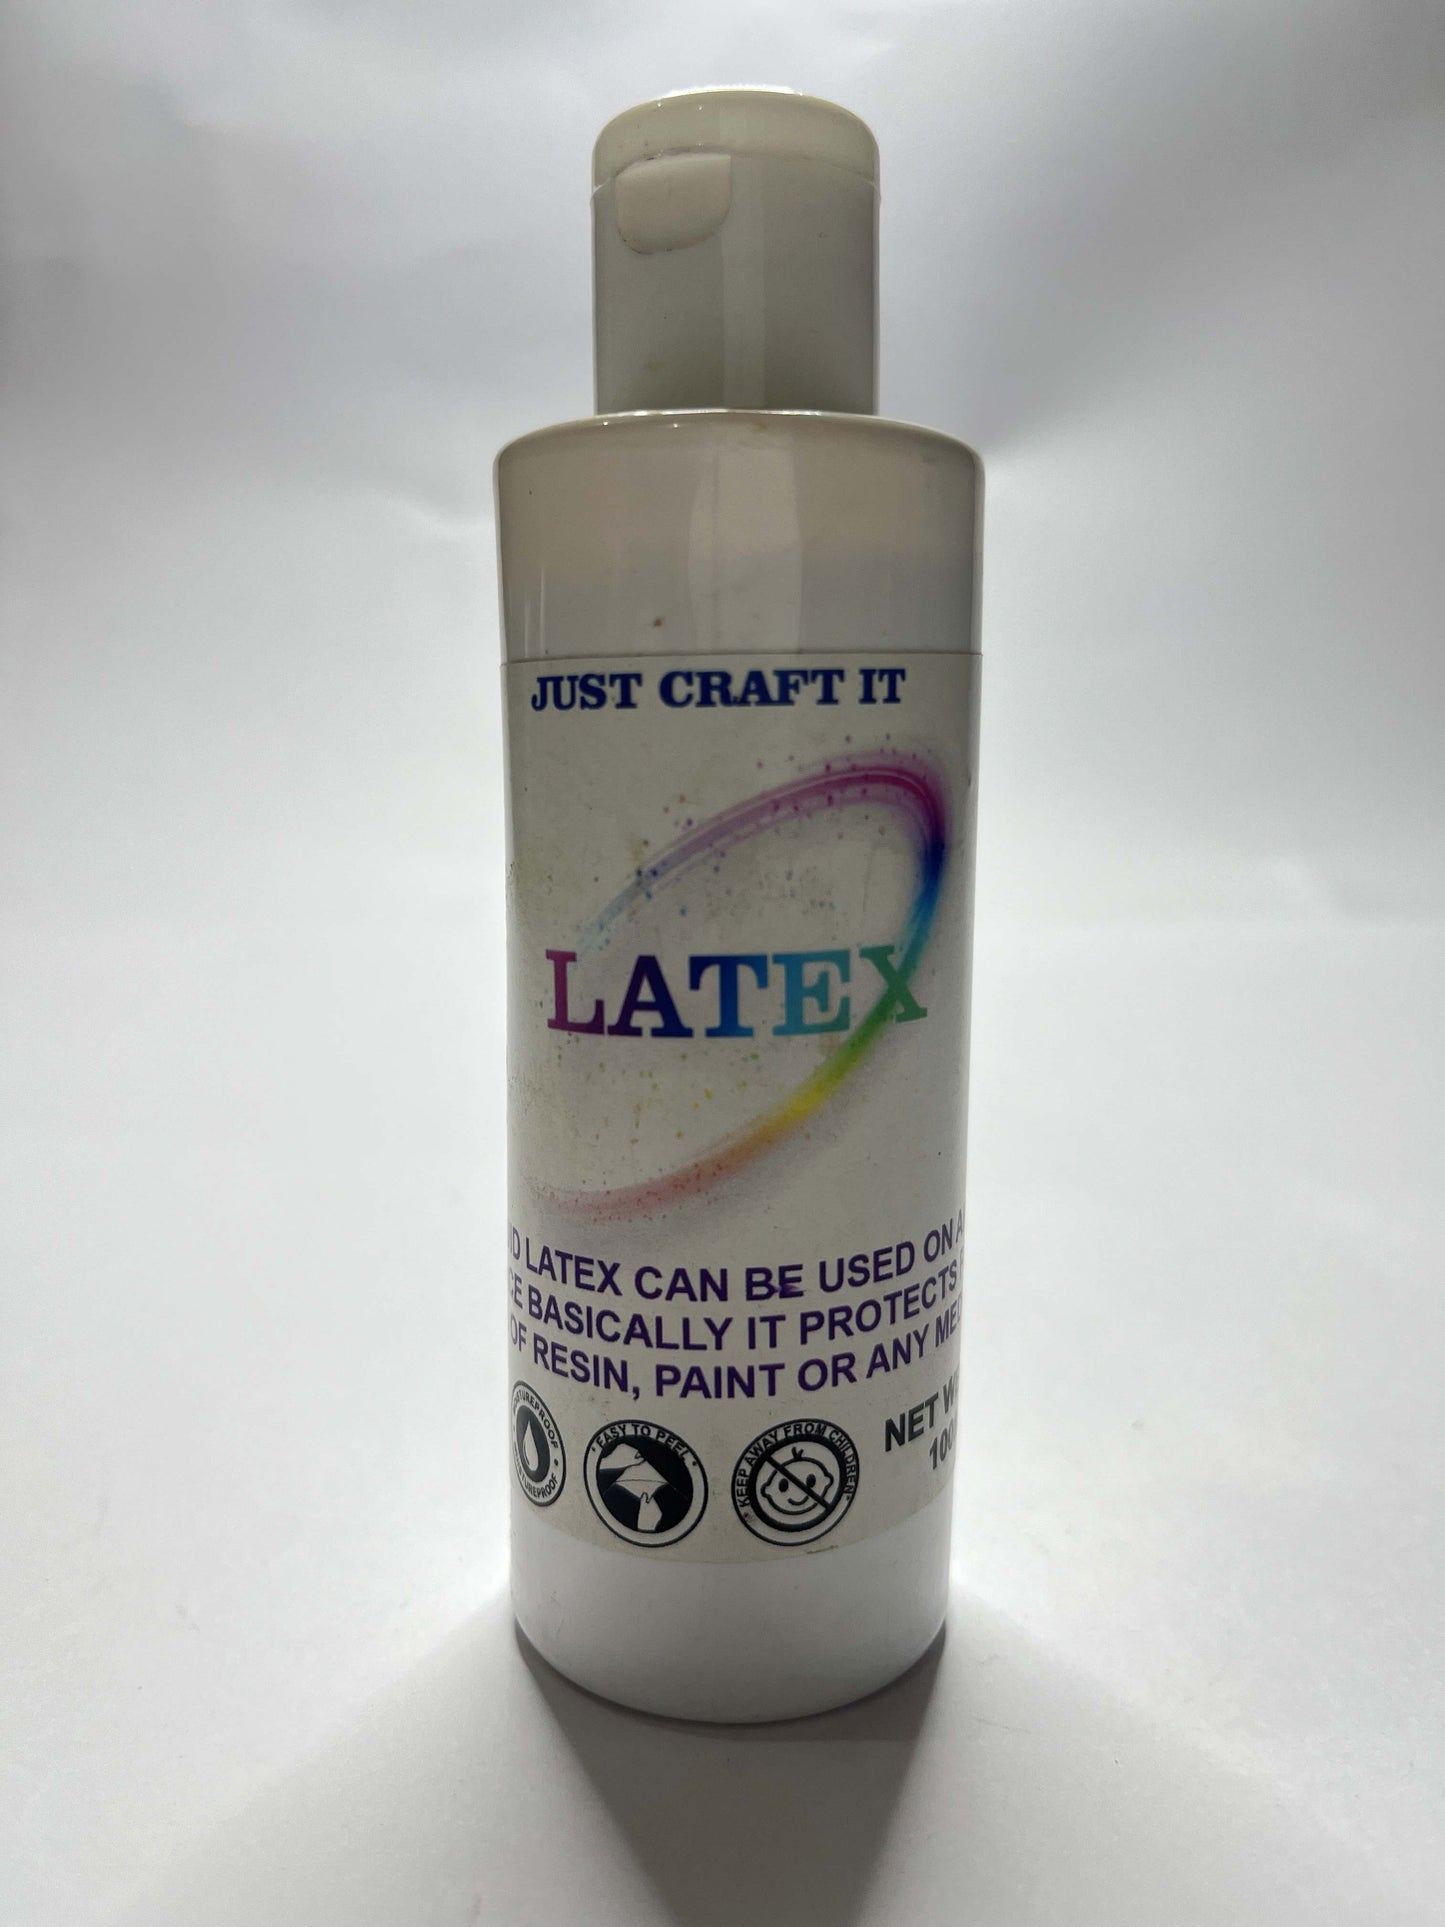 JUST CRAFT IT
LATEX
LATEX CAN BE USED ON
BASICALLY IT PROTECTS
OF RESIN, PAINT OR ANY
NET
EASY TO PEEL
KEEP AWAY FROM CHILDREN